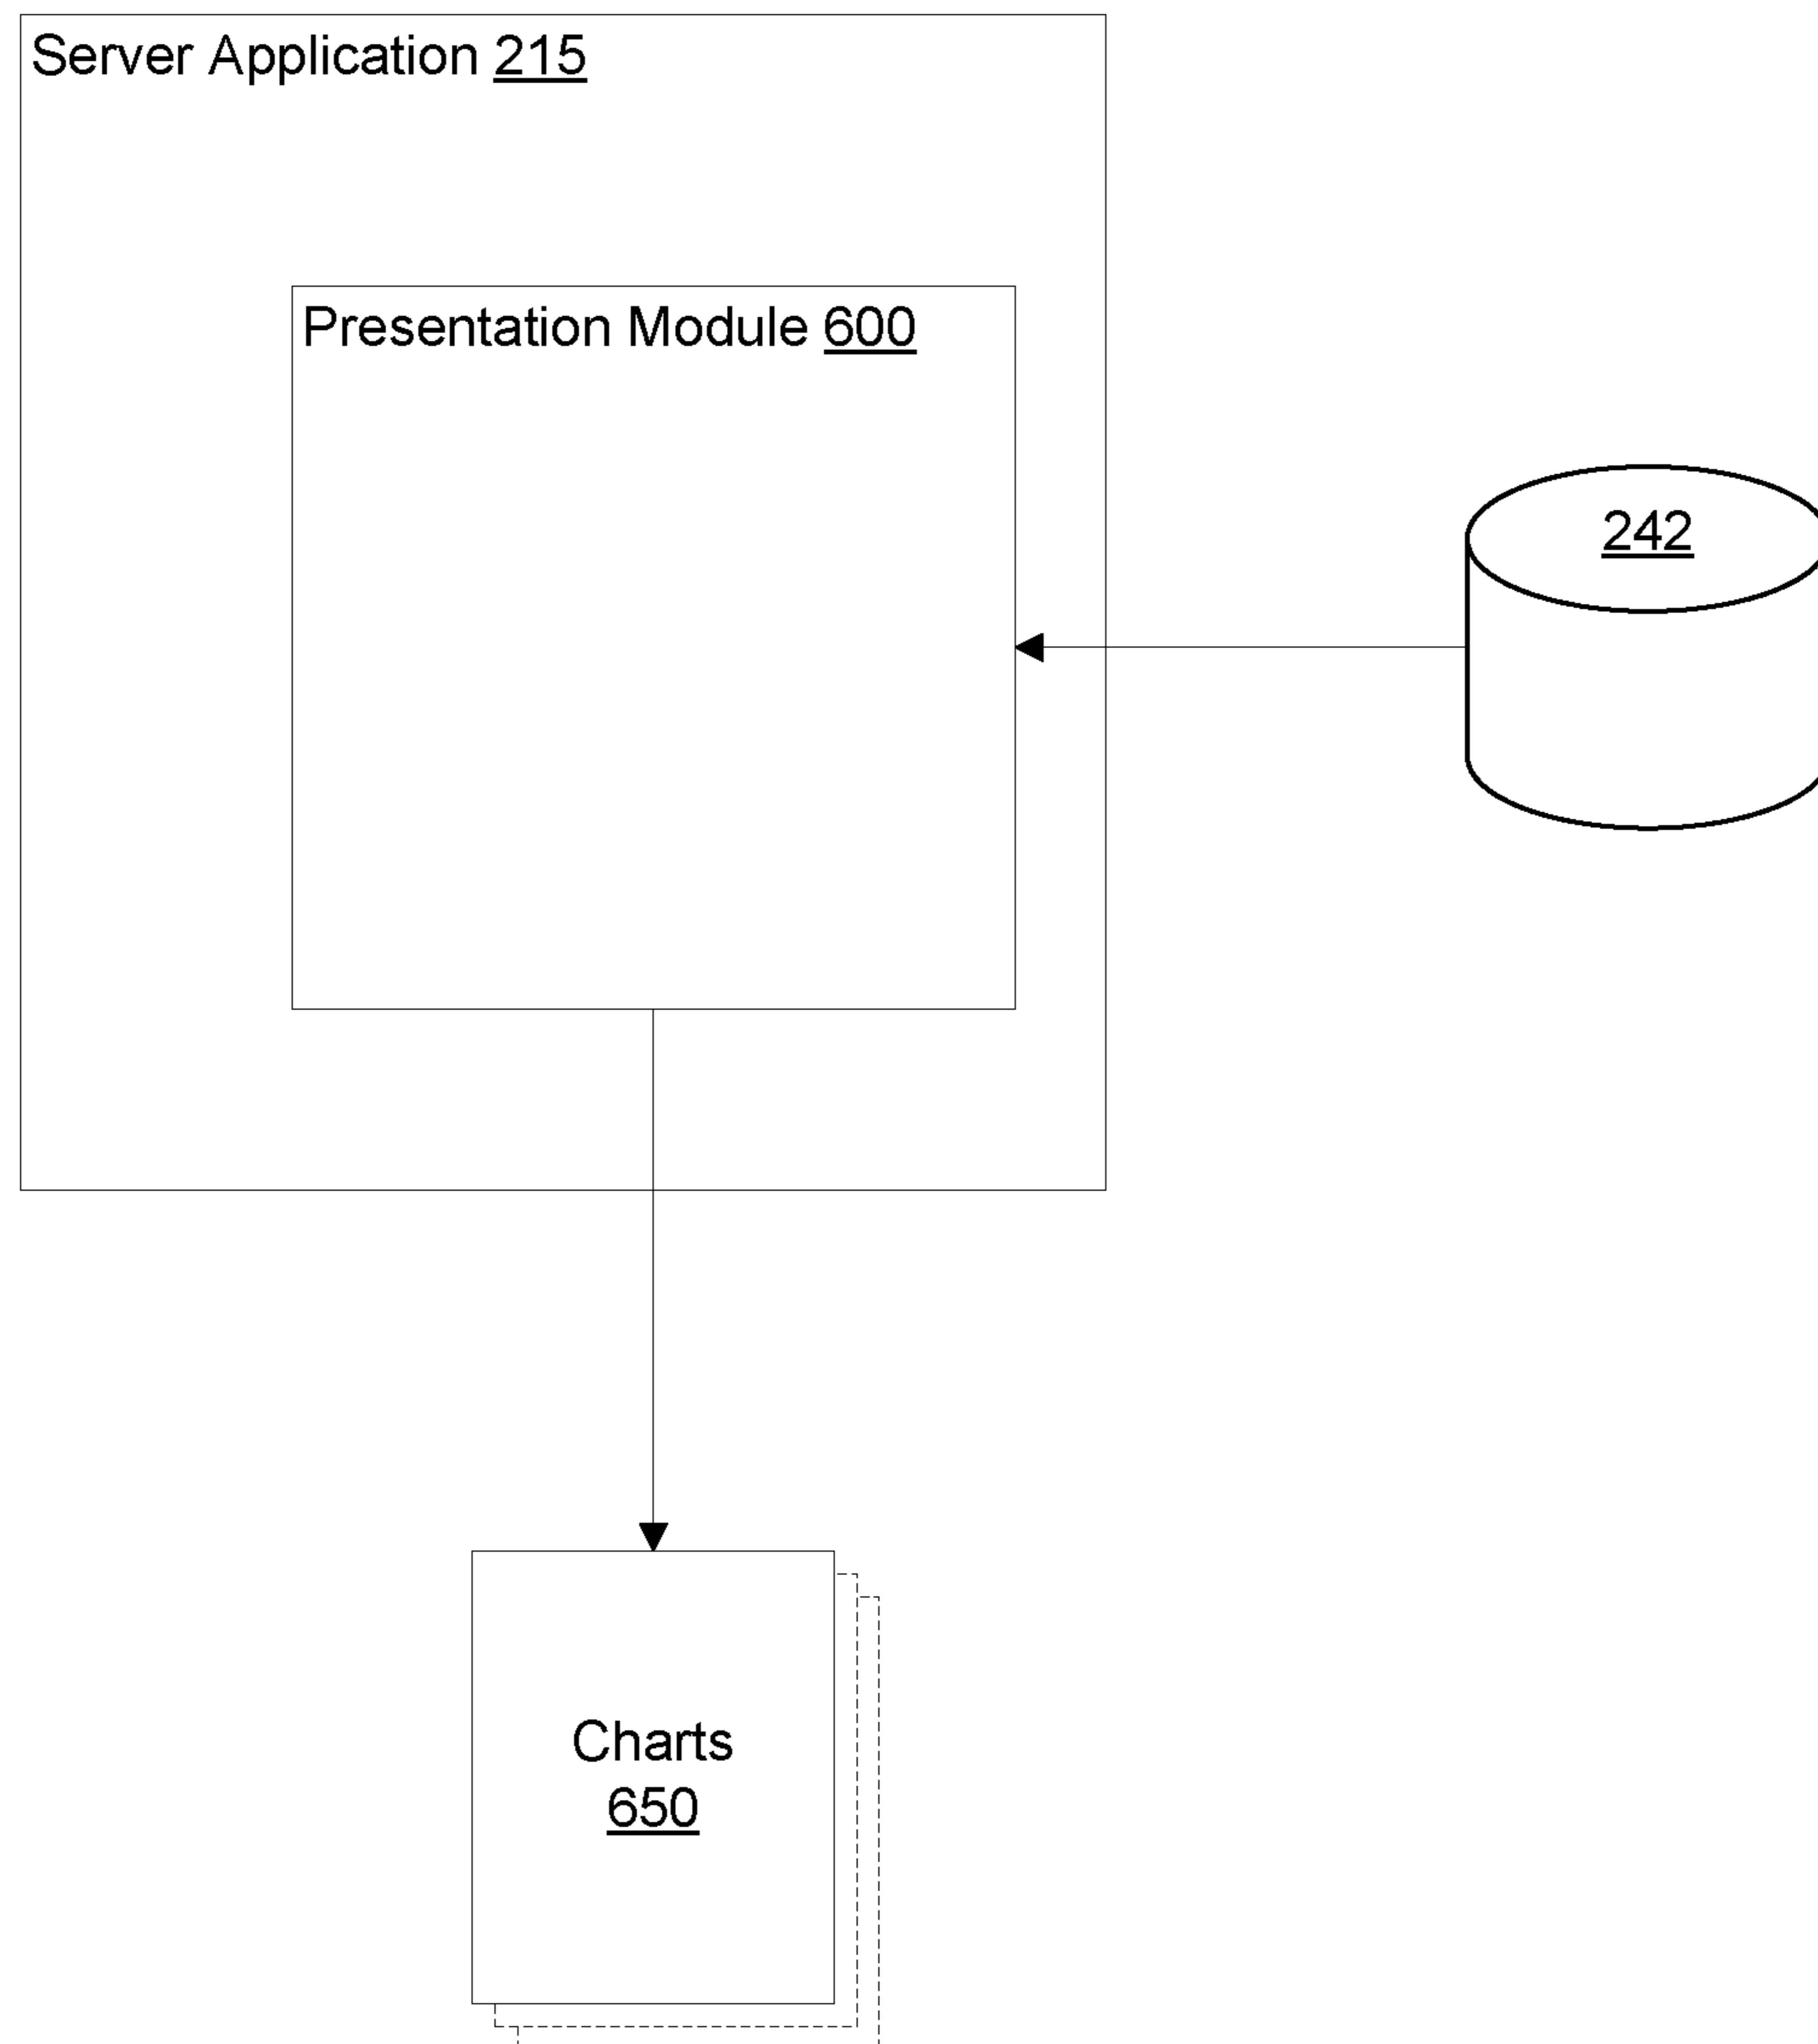 Server Application 215
Presentation Module 600
242
Charts
650